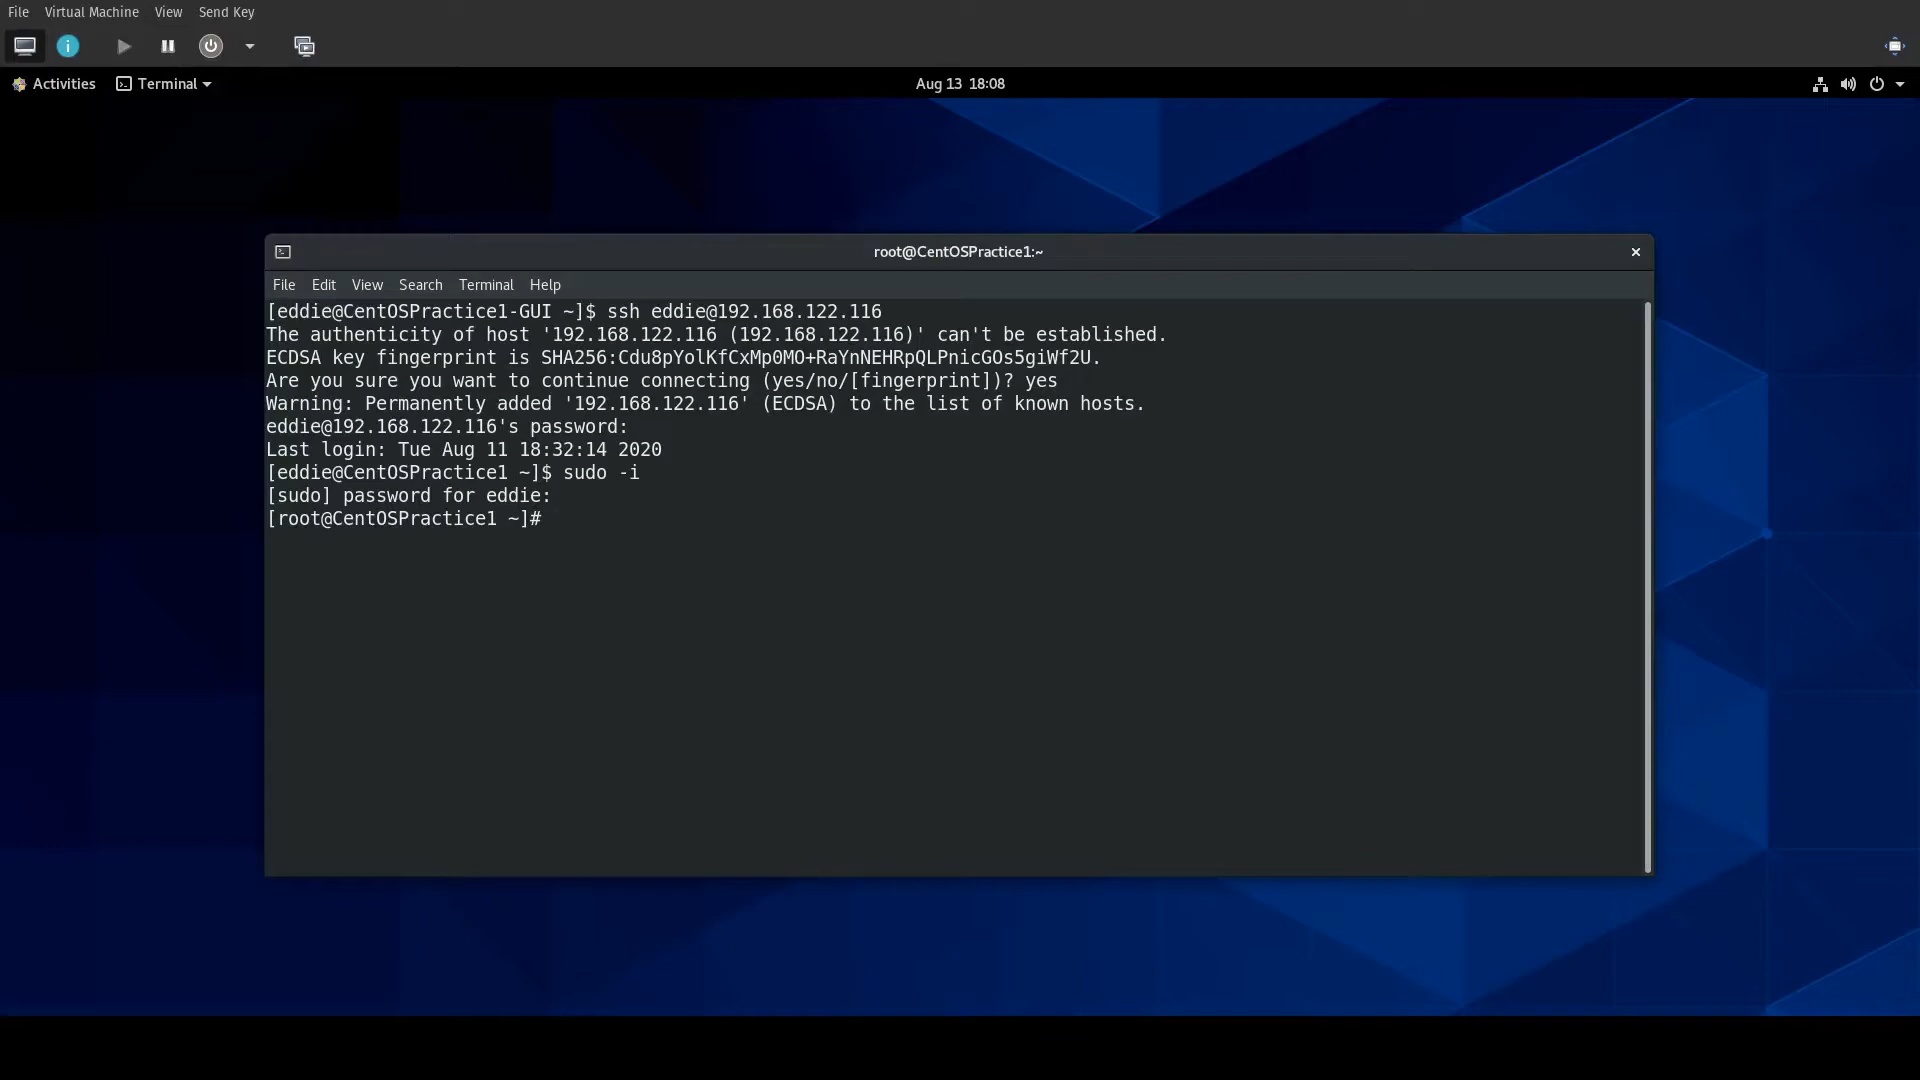 File Virtual Machine View Send Key
Activities Terminal Aug 13 18:08
root@CentOSPractice1:~
File Edit View Search Terminal Help
[eddie@CentOSPractice1-GUI ~]$ ssh eddie@192.168.122.116
The authenticity of host '192.168.122.116 (192.168.122.116)' can't be established.
ECDSA key fingerprint is SHA256:Cdu8pYolKfCxMp0MO+RaYnNEHRpQLPnicGOs5giWf2U.
Are you sure you want to continue connecting (yes/no/[fingerprint])? yes
Warning: Permanently added '192.168.122.116' (ECDSA) to the list of known hosts.
eddie@192.168.122.116's password:
Last login: Tue Aug 11 18:32:14 2020
[eddie@CentOSPractice1 ~]$ sudo -i
[sudo] password for eddie:
[root@CentOSPractice1 ~]#